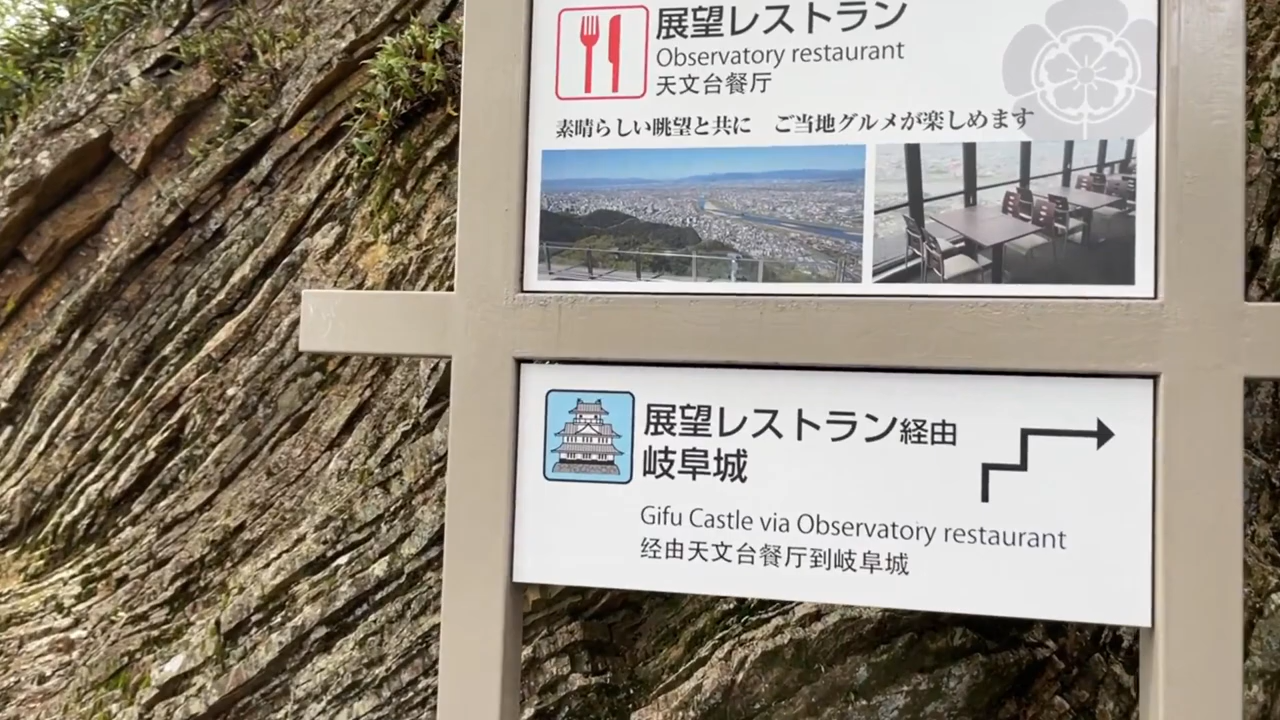 展望レストラン
Observatory restaurant
天文台餐厅
素晴らしい眺望と共に　ご当地グルメが楽しめます
展望レストラン経由
岐阜城
Gifu Castle via Observatory restaurant
经由天文台餐厅到岐阜城